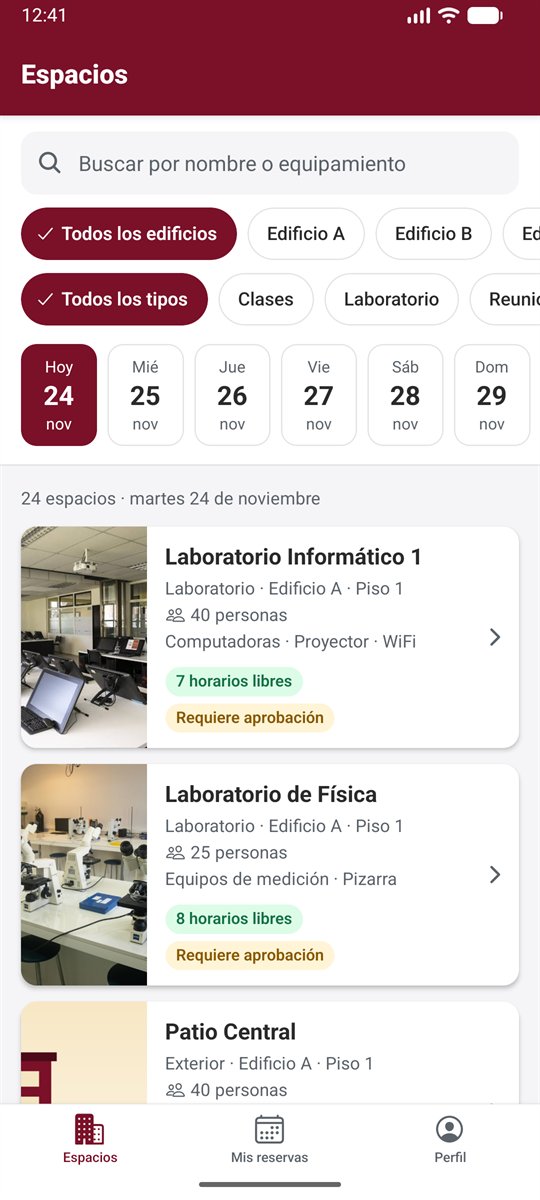 12:41
Espacios
Buscar por nombre o equipamiento
Todos los edificios
Edificio A
Edificio B
Ed
Todos los tipos
Clases
Laboratorio
Reunio
Hoy
24
nov
Mié
25
nov
Jue
26
nov
Vie
27
nov
Sáb
28
nov
Dom
29
nov
24 espacios · martes 24 de noviembre
Laboratorio Informático 1
Laboratorio · Edificio A · Piso 1
40 personas
Computadoras · Proyector · WiFi
7 horarios libres
Requiere aprobación
Laboratorio de Física
Laboratorio · Edificio A · Piso 1
25 personas
Equipos de medición · Pizarra
8 horarios libres
Requiere aprobación
Patio Central
Exterior · Edificio A · Piso 1
40 personas
Espacios
Mis reservas
Perfil